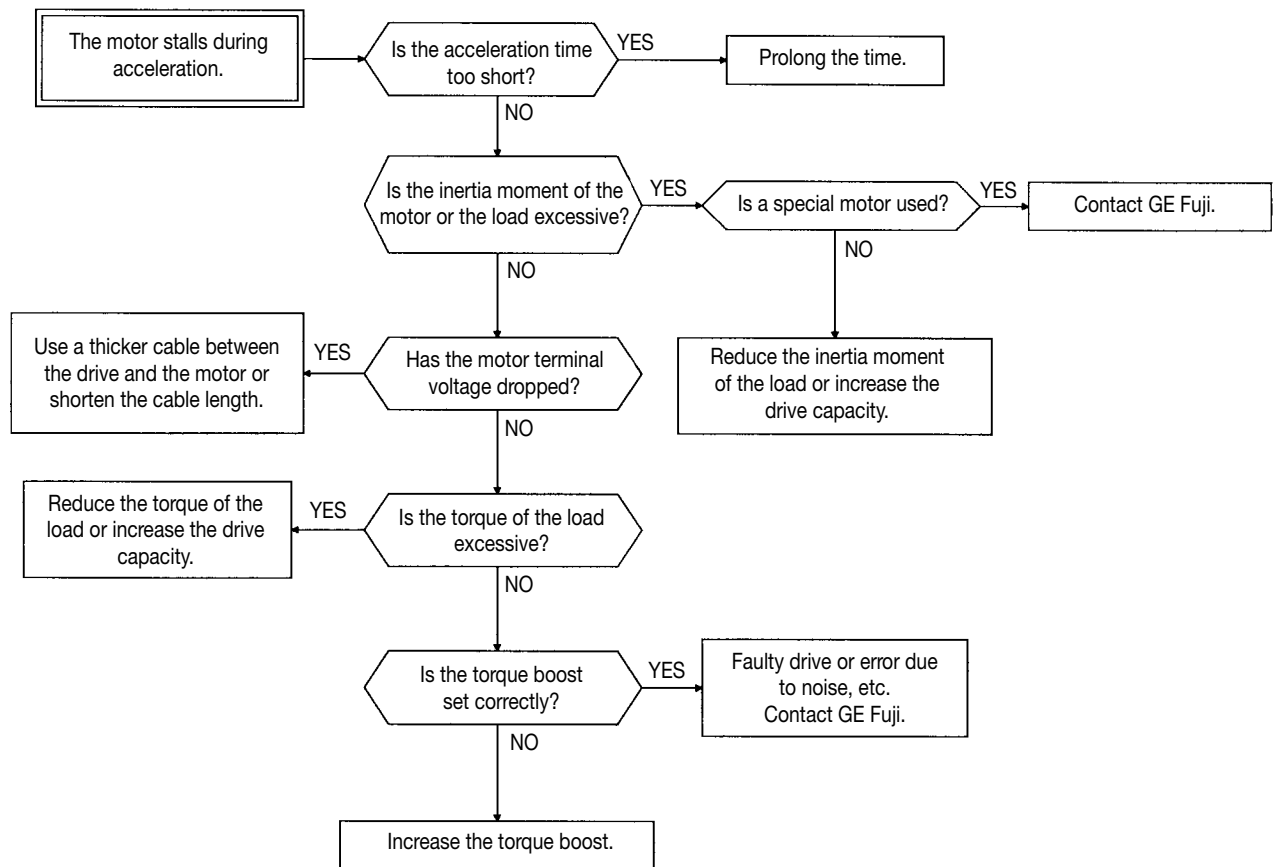 The motor stalls during
acceleration.
Is the acceleration time
too short?
YES
Prolong the time.
NO
Is the inertia moment of the
motor or the load excessive?
YES
Is a special motor used?
YES
Contact GE Fuji.
NO
NO
Reduce the inertia moment
of the load or increase the
drive capacity.
Use a thicker cable between
the drive and the motor or
shorten the cable length.
YES
Has the motor terminal
voltage dropped?
NO
Reduce the torque of the
load or increase the drive
capacity.
YES
Is the torque of the load
excessive?
NO
Is the torque boost
set correctly?
YES
Faulty drive or error due
to noise, etc.
Contact GE Fuji.
NO
Increase the torque boost.